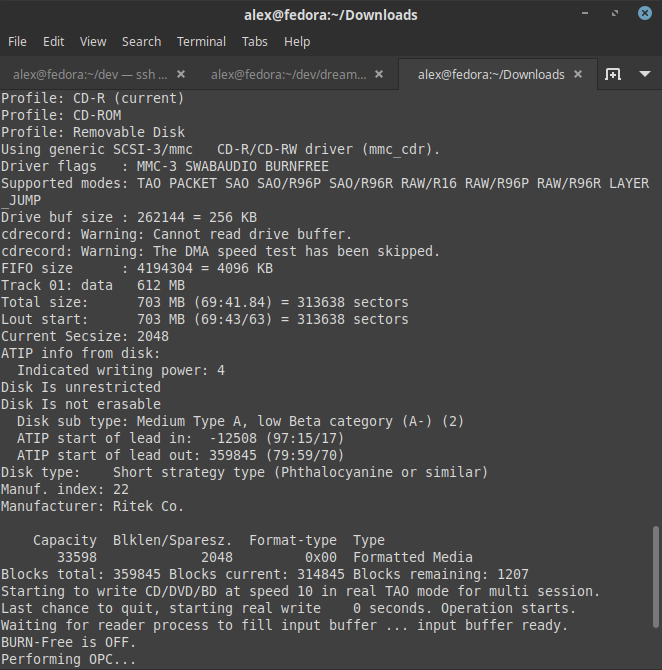 alex@fedora:~/Downloads
File Edit View Search Terminal Tabs Help
alex@fedora:~/dev — ssh ... × alex@fedora:~/dev/dream... × alex@fedora:~/Downloads ×
Profile: CD-R (current)
Profile: CD-ROM
Profile: Removable Disk
Using generic SCSI-3/mmc   CD-R/CD-RW driver (mmc_cdr).
Driver flags   : MMC-3 SWABAUDIO BURNFREE
Supported modes: TAO PACKET SAO SAO/R96P SAO/R96R RAW/R16 RAW/R96P RAW/R96R LAYER
_JUMP
Drive buf size : 262144 = 256 KB
cdrecord: Warning: Cannot read drive buffer.
cdrecord: Warning: The DMA speed test has been skipped.
FIFO size      : 4194304 = 4096 KB
Track 01: data   612 MB
Total size:      703 MB (69:41.84) = 313638 sectors
Lout start:      703 MB (69:43/63) = 313638 sectors
Current Secsize: 2048
ATIP info from disk:
  Indicated writing power: 4
Disk Is unrestricted
Disk Is not erasable
  Disk sub type: Medium Type A, low Beta category (A-) (2)
  ATIP start of lead in:  -12508 (97:15/17)
  ATIP start of lead out: 359845 (79:59/70)
Disk type:    Short strategy type (Phthalocyanine or similar)
Manuf. index: 22
Manufacturer: Ritek Co.
    Capacity  Blklen/Sparesz.  Format-type  Type
       33598             2048         0x00  Formatted Media
Blocks total: 359845 Blocks current: 314845 Blocks remaining: 1207
Starting to write CD/DVD/BD at speed 10 in real TAO mode for multi session.
Last chance to quit, starting real write    0 seconds. Operation starts.
Waiting for reader process to fill input buffer ... input buffer ready.
BURN-Free is OFF.
Performing OPC...